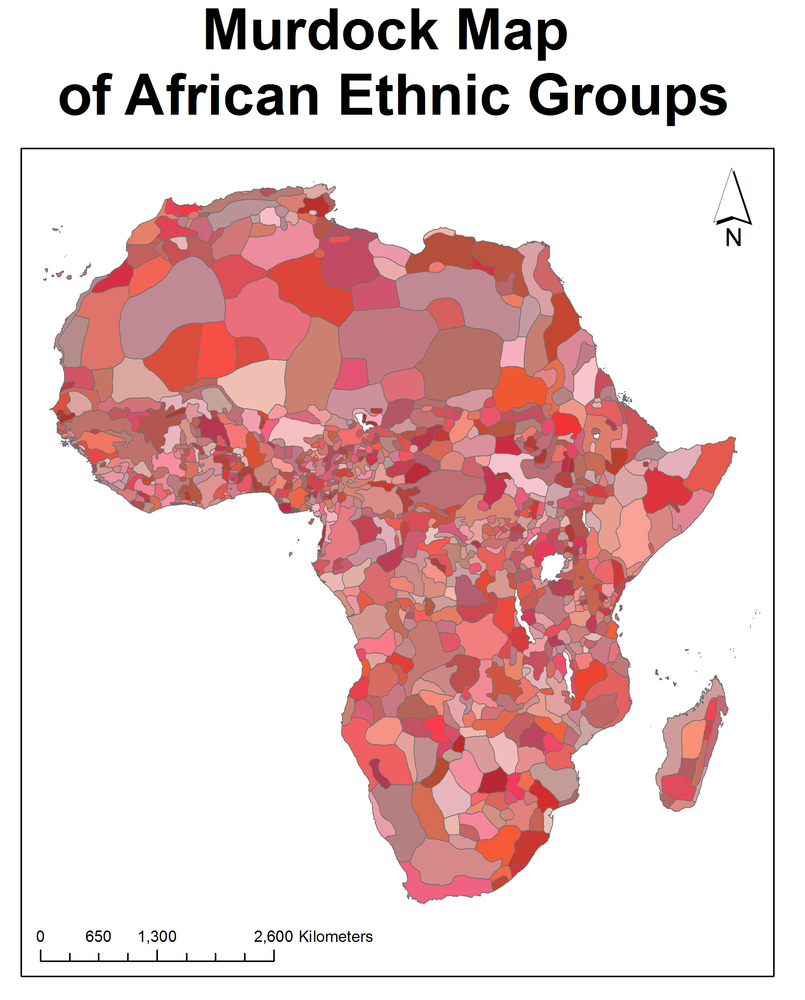 Murdock Map
of African Ethnic Groups
N
0 650 1,300 2,600 Kilometers